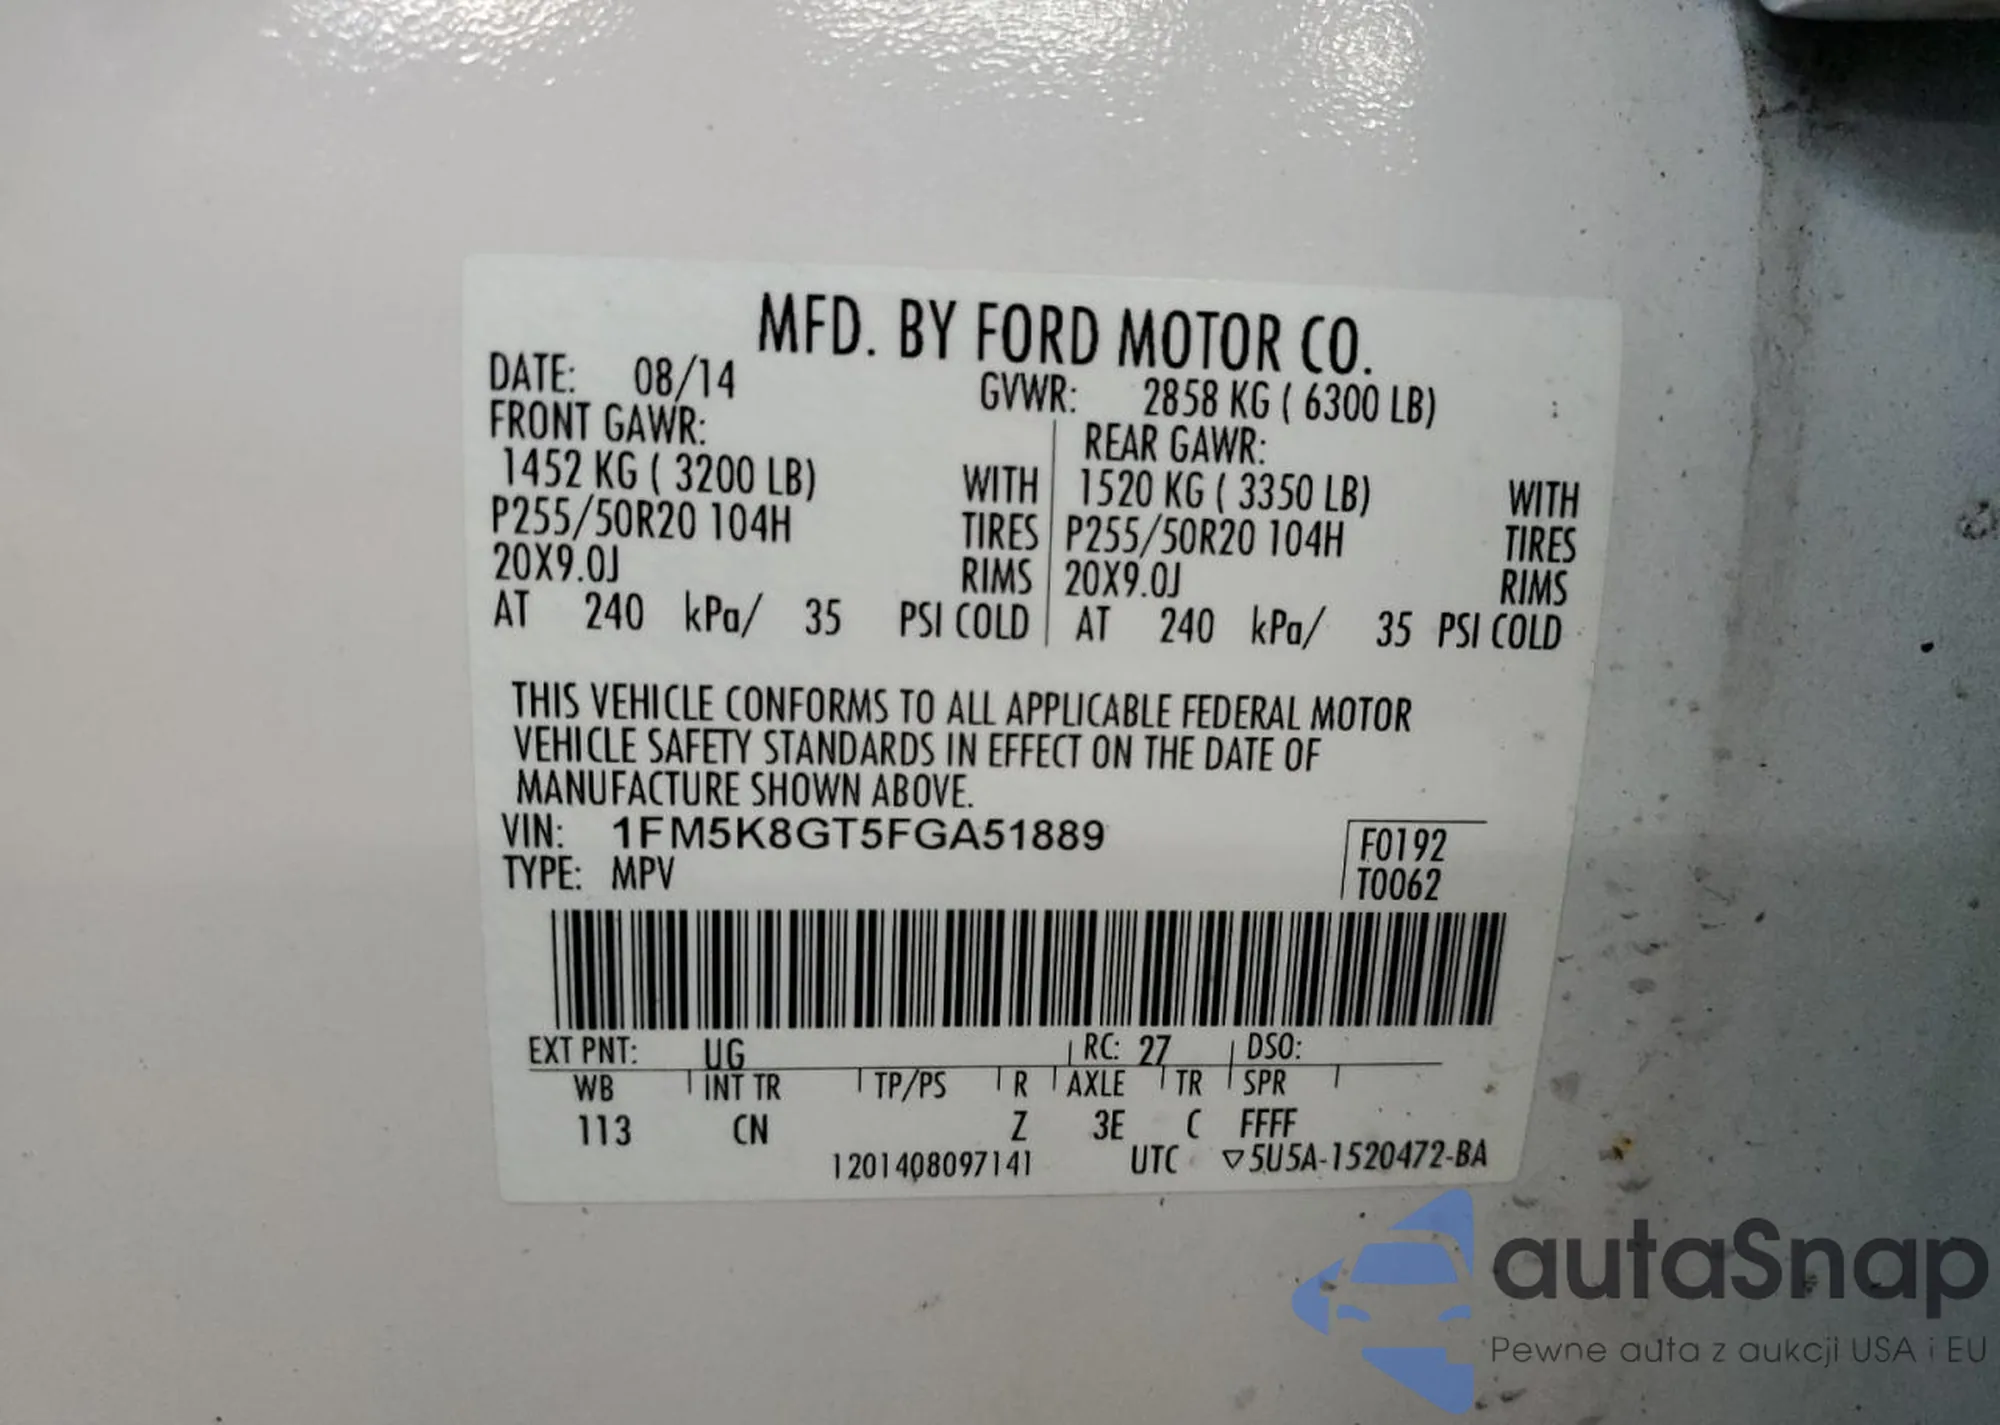 MFD. BY FORD MOTOR CO.
DATE: 08/14 GVWR: 2858 KG ( 6300 LB)
FRONT GAWR: REAR GAWR:
1452 KG ( 3200 LB) WITH 1520 KG ( 3350 LB) WITH
P255/50R20 104H TIRES P255/50R20 104H TIRES
20X9.0J RIMS 20X9.0J RIMS
AT 240 kPa/ 35 PSI COLD AT 240 kPa/ 35 PSI COLD
THIS VEHICLE CONFORMS TO ALL APPLICABLE FEDERAL MOTOR
VEHICLE SAFETY STANDARDS IN EFFECT ON THE DATE OF
MANUFACTURE SHOWN ABOVE.
VIN: 1FM5K8GT5FGA51889 F0192
TYPE: MPV T0062
EXT PNT: UG RC: 27 DSO:
WB INT TR TP/PS R AXLE TR SPR
113 CN Z 3E C FFFF
1201408097141 UTC ▽5U5A-1520472-BA
autaSnap
Pewne auta z aukcji USA i EU